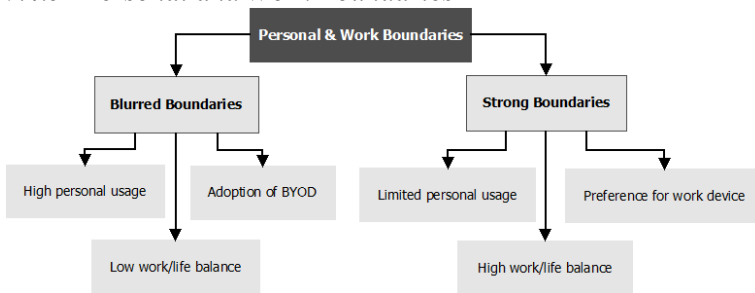 Personal & Work Boundaries
Blurred Boundaries
Strong Boundaries
High personal usage
Adoption of BYOD
Limited personal usage
Preference for work device
Low work/life balance
High work/life balance